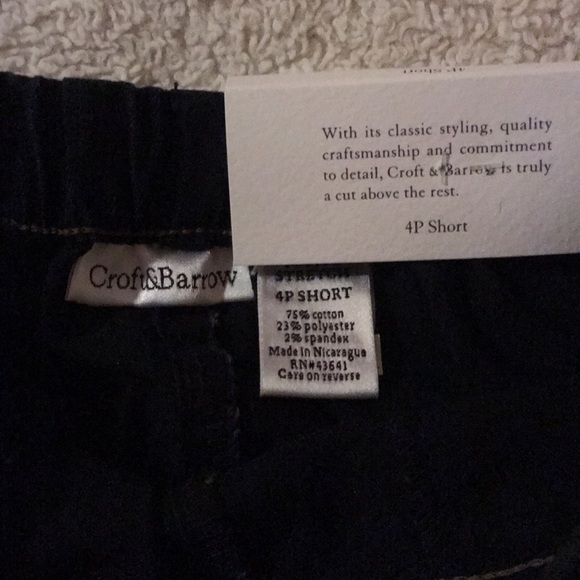 With its classic styling, quality
craftsmanship and commitment
to detail, Croft & Barrow is truly
a cut above the rest.
4P Short
Croft&Barrow
STRETCH
4P SHORT
75% cotton
23% polyester
2% spandex
Made in Nicaragua
RN#43641
Care on reverse